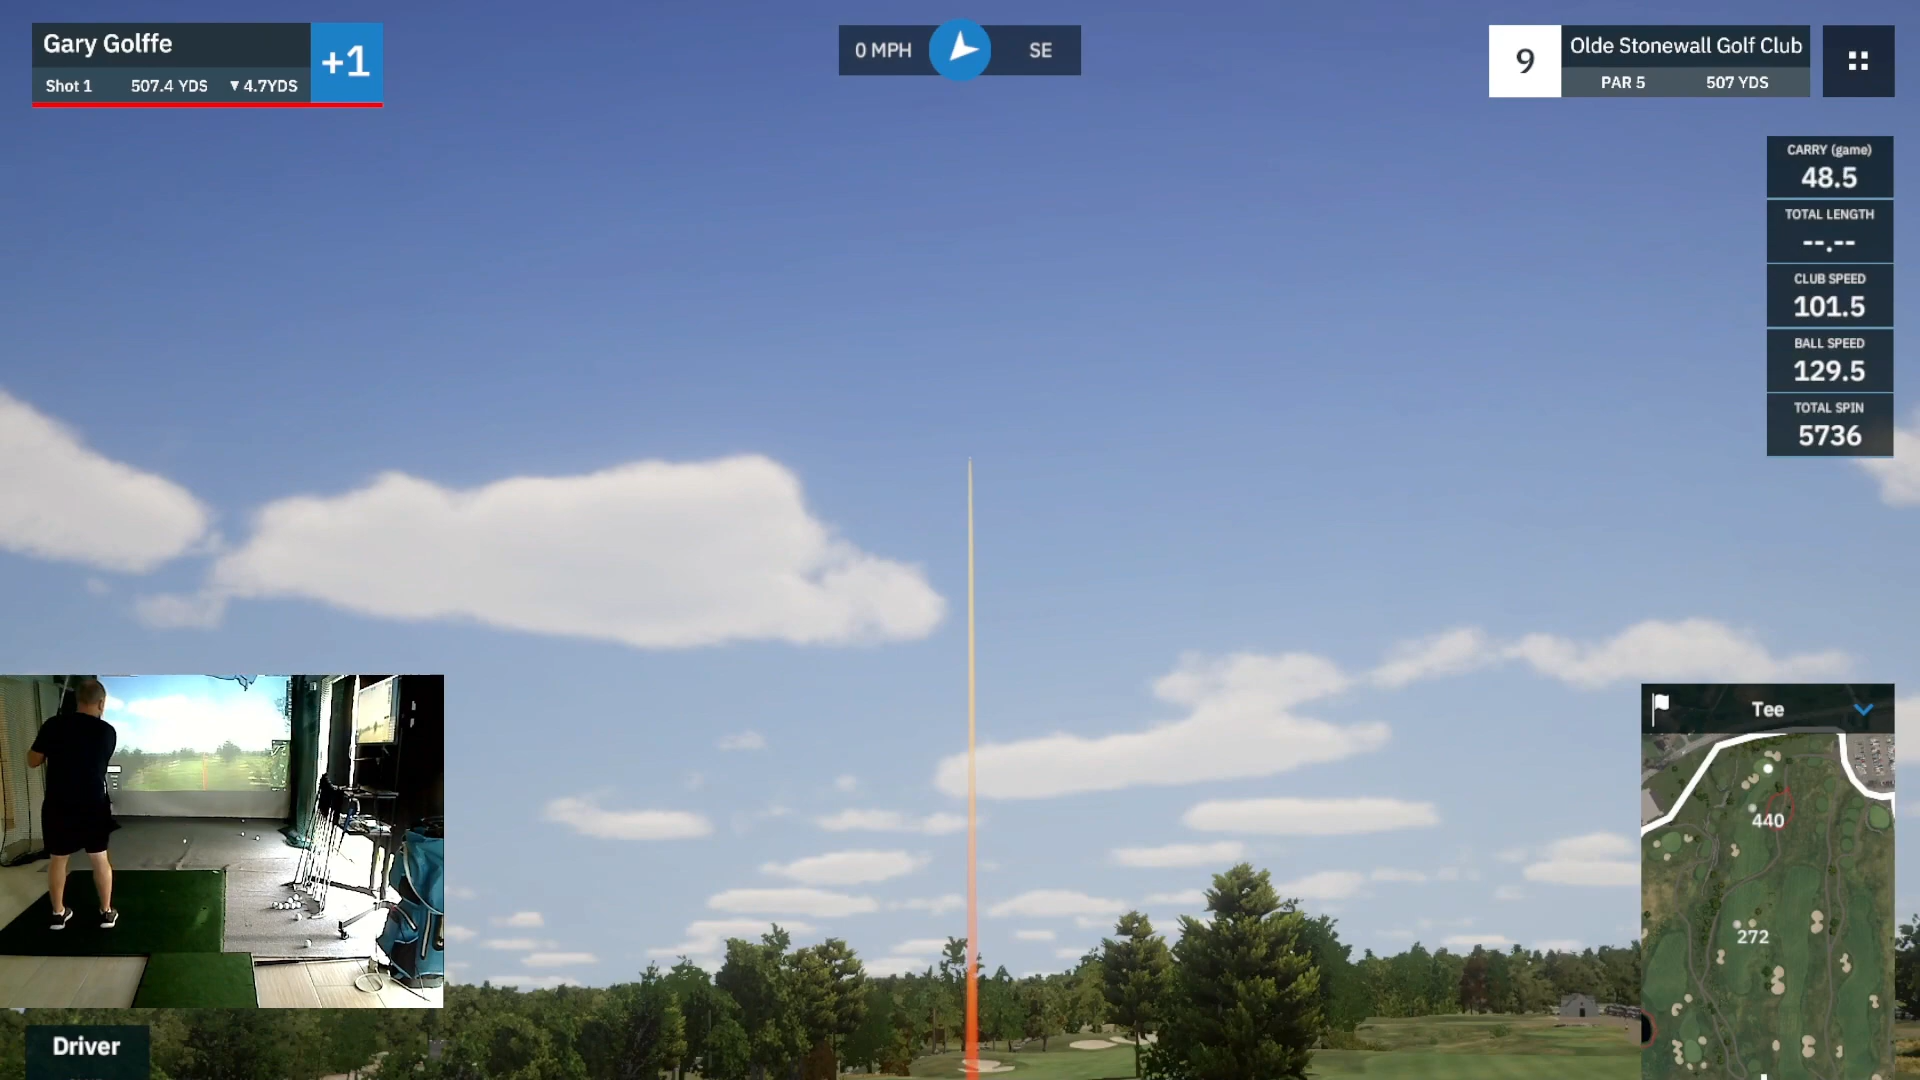 Gary Golffe
+1
Shot 1 507.4 YDS ▼4.7YDS
0 MPH SE
9
Olde Stonewall Golf Club
PAR 5 507 YDS
CARRY (game)
48.5
TOTAL LENGTH
--.--
CLUB SPEED
101.5
BALL SPEED
129.5
TOTAL SPIN
5736
Tee
440
272
Driver